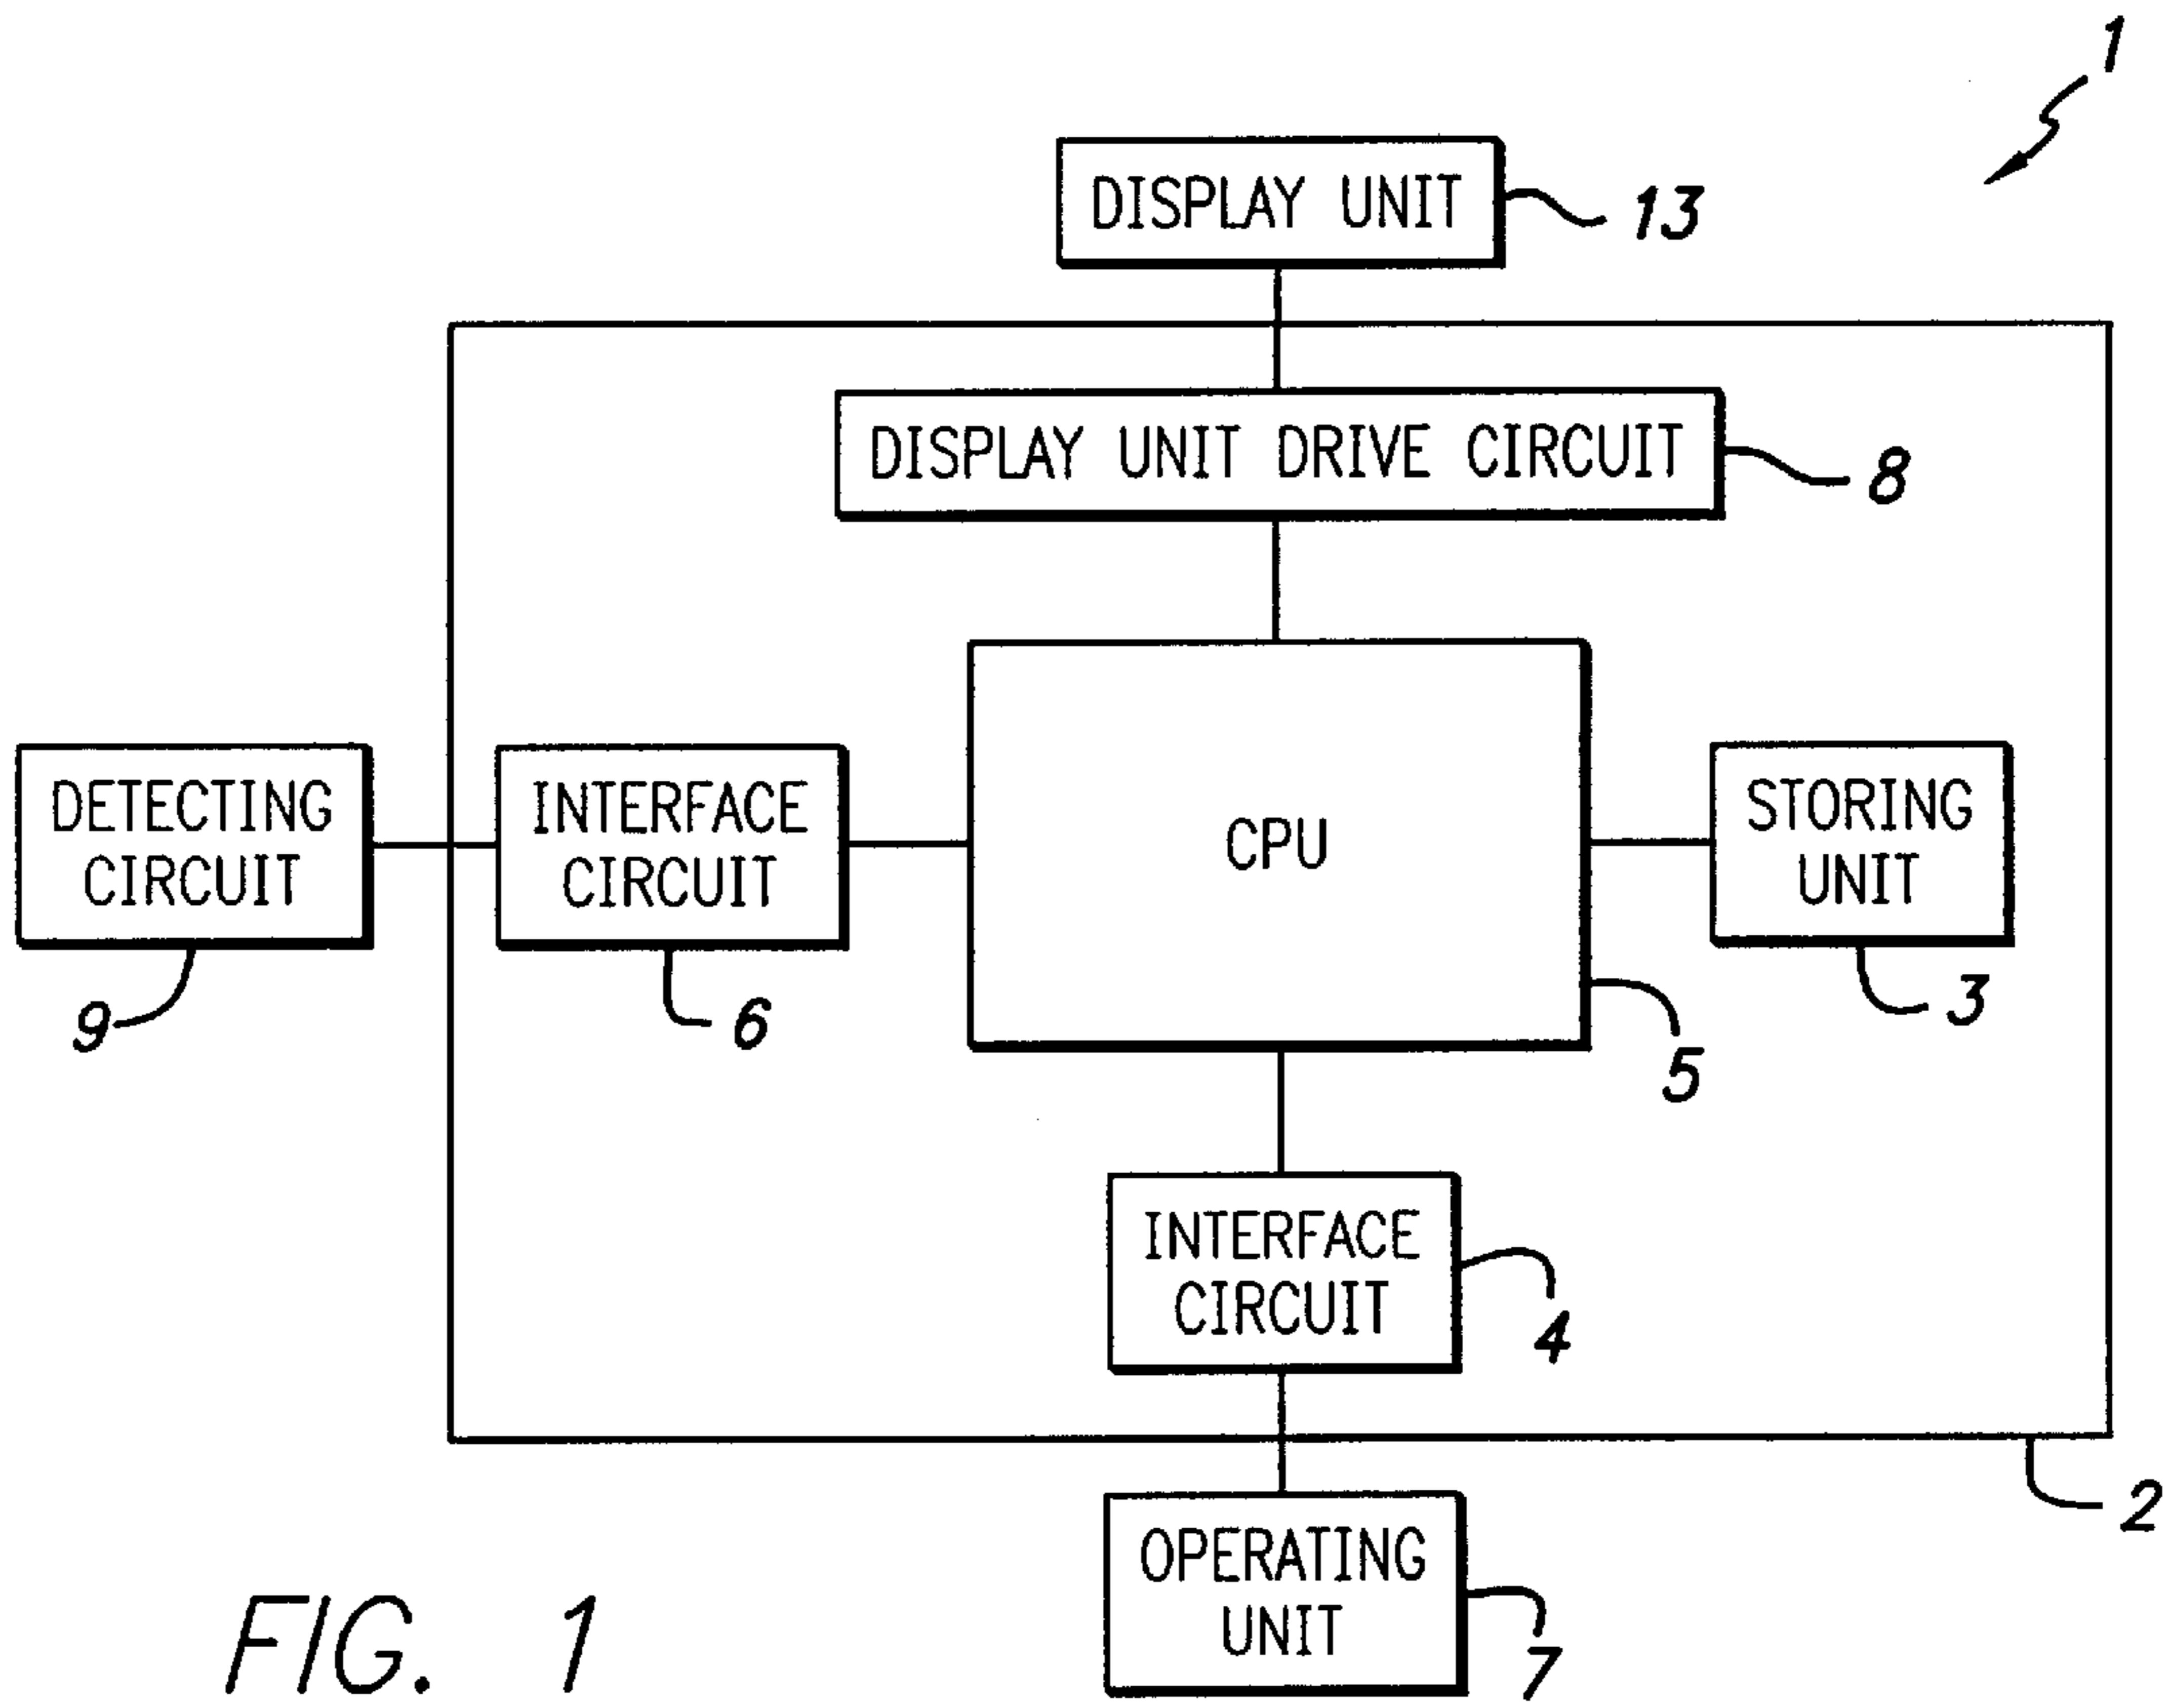 1
DISPLAY UNIT
13
DISPLAY UNIT DRIVE CIRCUIT
8
DETECTING
CIRCUIT
9
INTERFACE
CIRCUIT
6
CPU
5
STORING
UNIT
3
INTERFACE
CIRCUIT
4
2
OPERATING
UNIT
7
FIG. 1